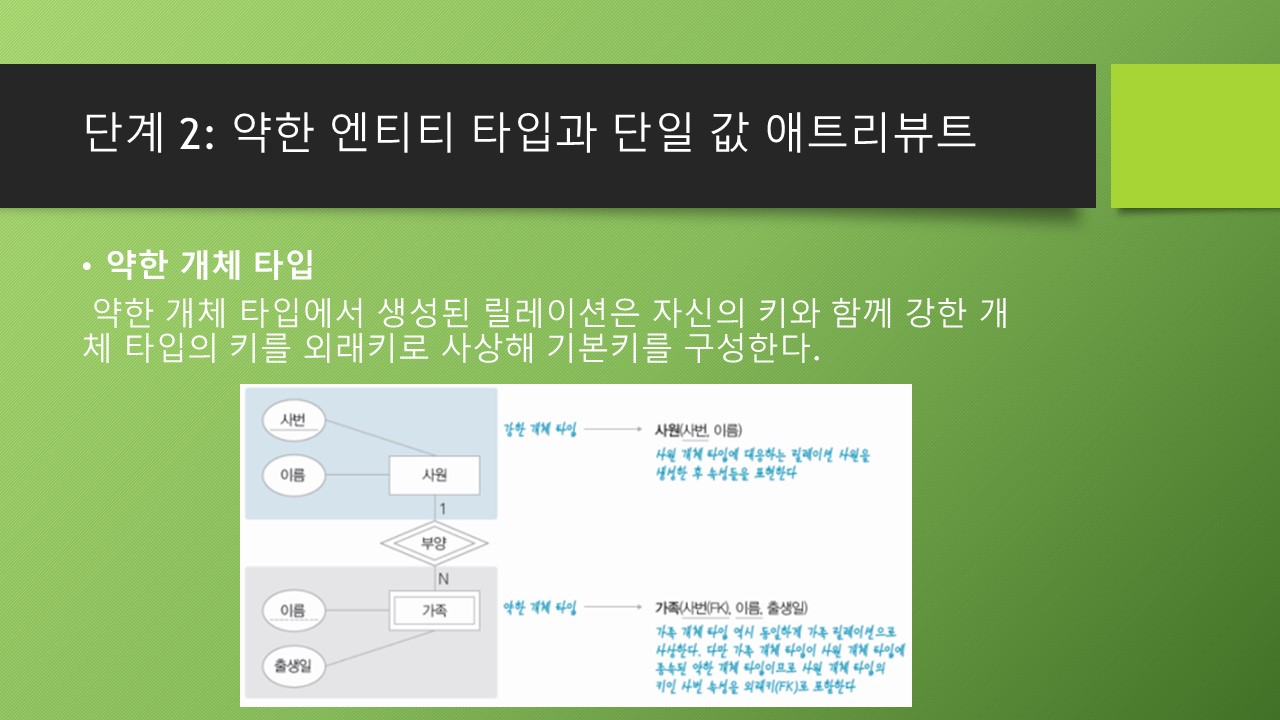 단계 2: 약한 엔티티 타입과 단일 값 애트리뷰트
• 약한 개체 타입
약한 개체 타입에서 생성된 릴레이션은 자신의 키와 함께 강한 개
체 타입의 키를 외래키로 사상해 기본키를 구성한다.
사번
이름
사원
강한 개체 타입
사원(사번, 이름)
사원 개체 타입에 대응하는 릴레이션 사원을
생성한 후 속성들을 표현한다
1
부양
N
이름
가족
출생일
약한 개체 타입
가족(사번(FK), 이름, 출생일)
가족 개체 타입 역시 동일하게 가족 릴레이션으로
사상한다. 다만 가족 개체 타입이 사원 개체 타입에
종속된 약한 개체 타입이므로 사원 개체 타입의
키인 사번 속성을 외래키(FK)로 포함한다